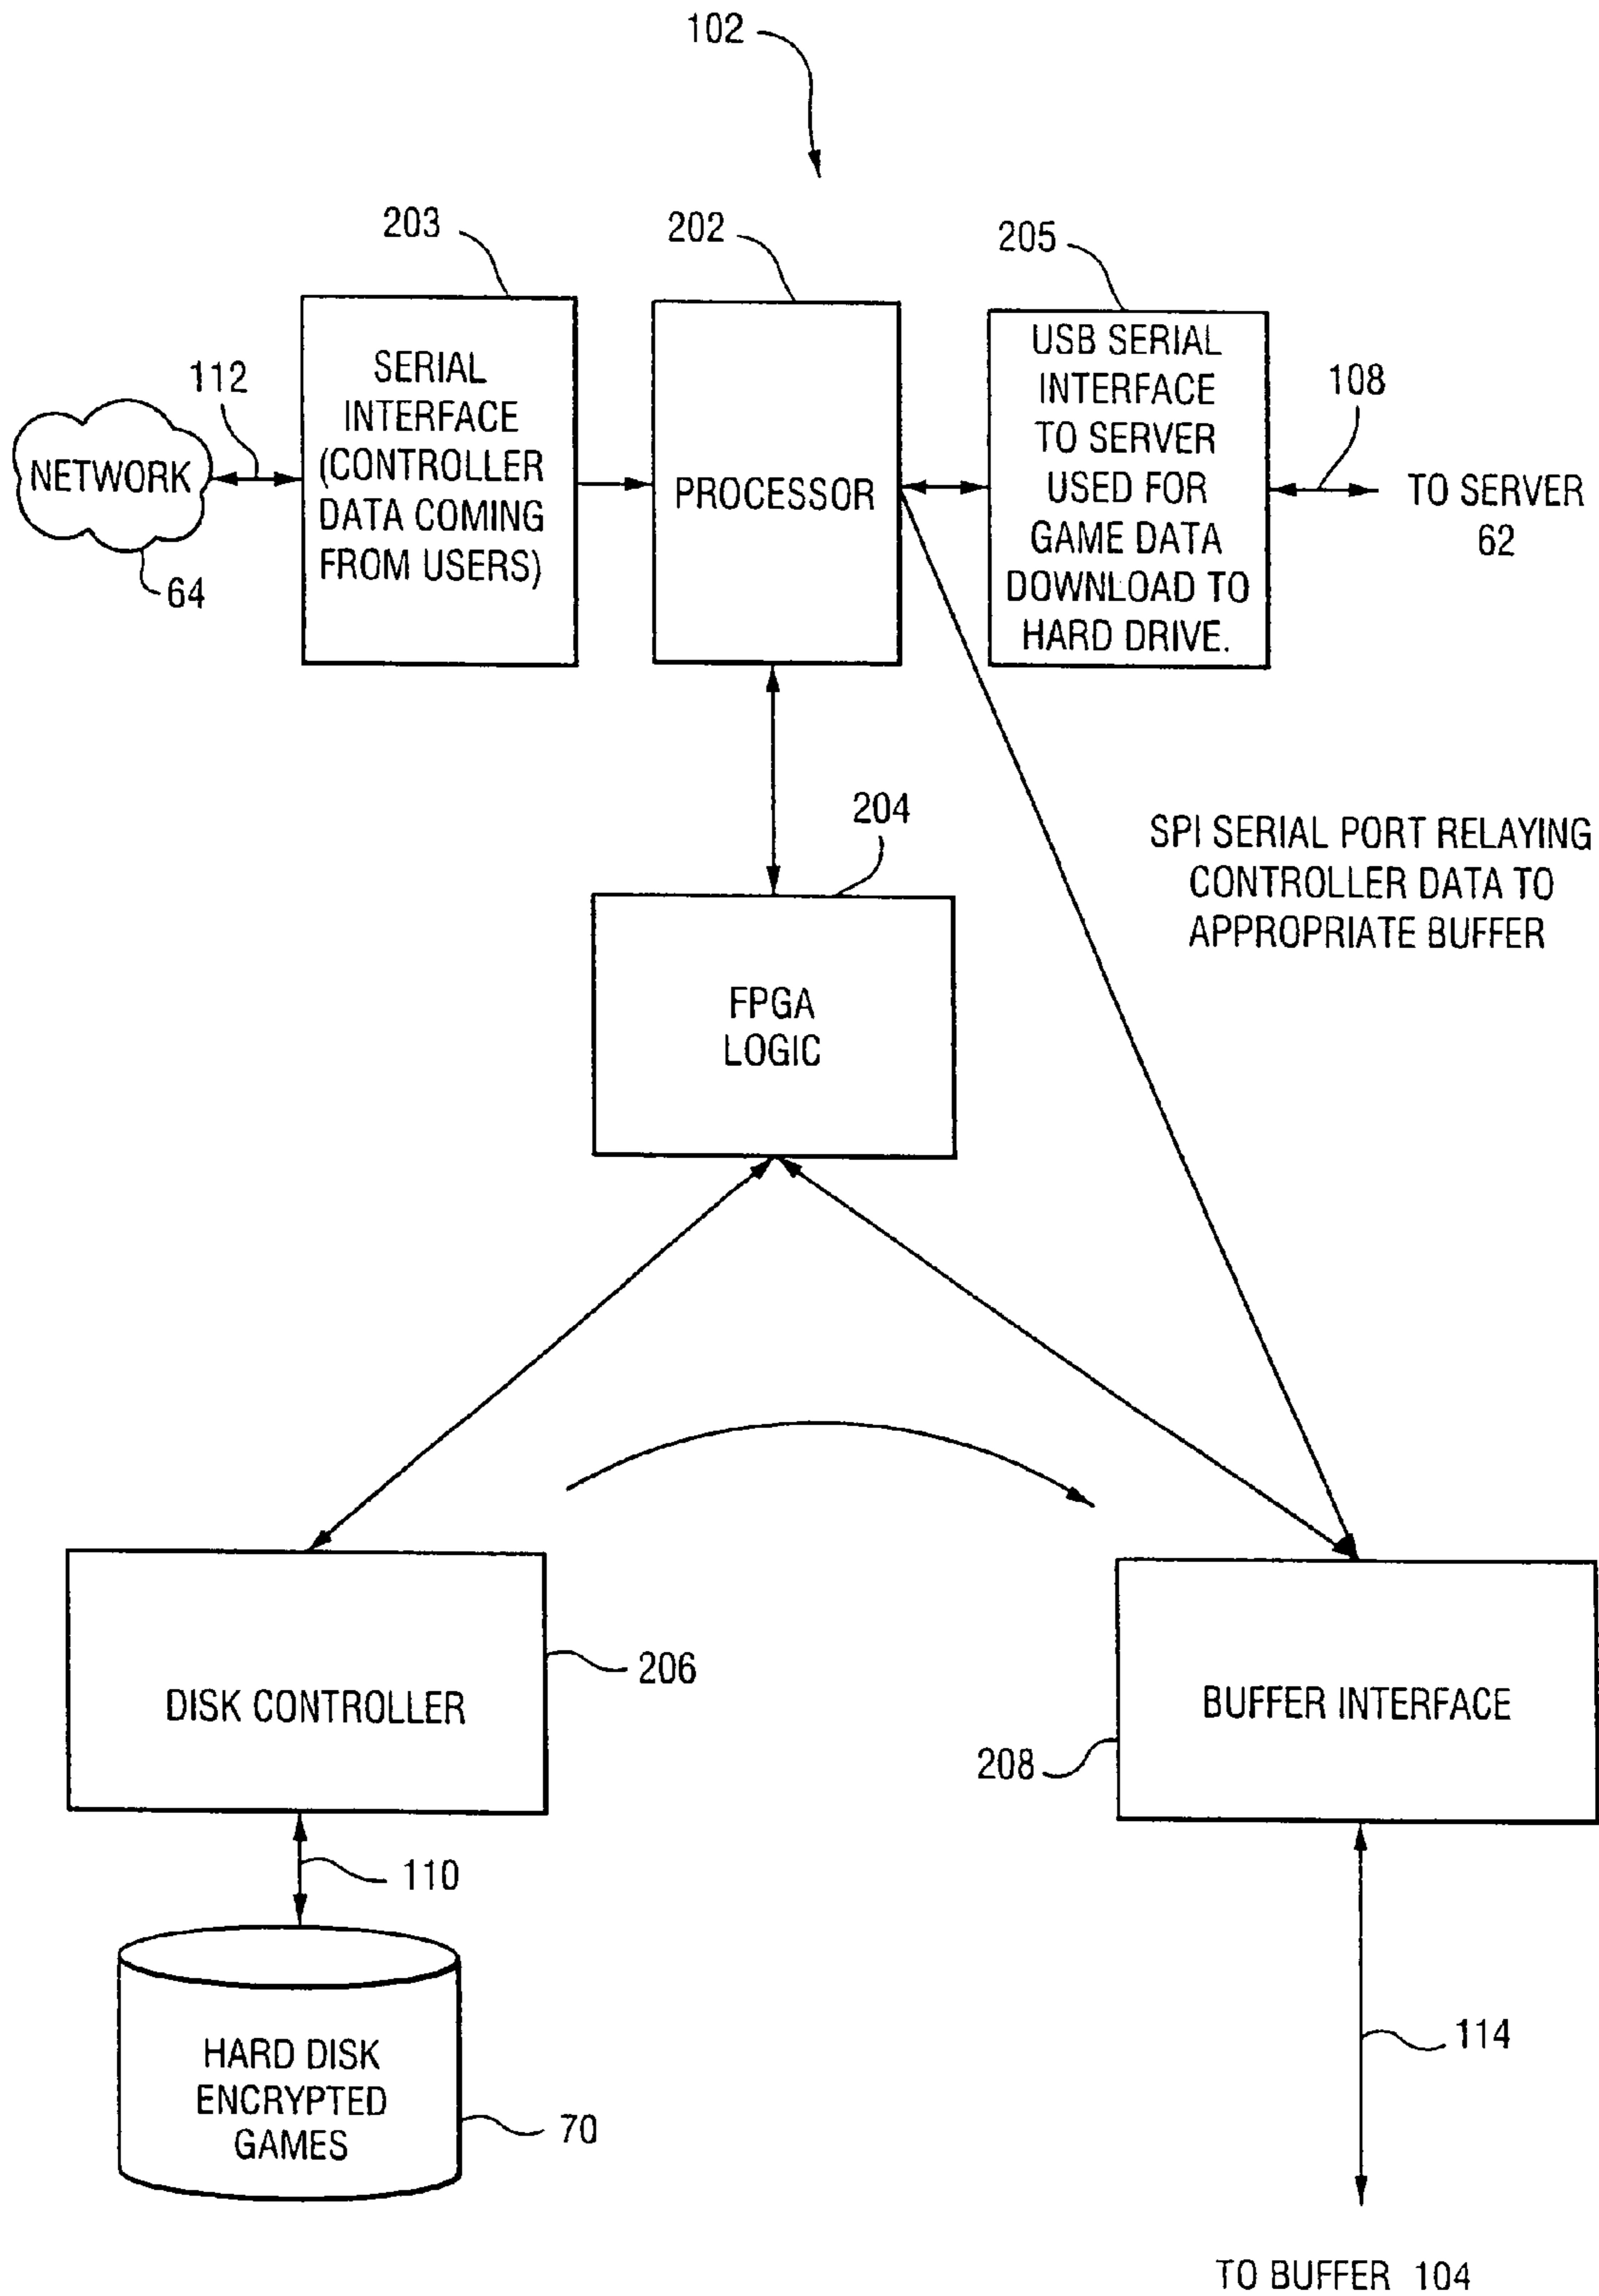 102
203
202
205
SERIAL
INTERFACE
(CONTROLLER
DATA COMING
FROM USERS)
PROCESSOR
USB SERIAL
INTERFACE
TO SERVER
USED FOR
GAME DATA
DOWNLOAD TO
HARD DRIVE.
112
NETWORK
64
108
TO SERVER
62
204
SPI SERIAL PORT RELAYING
CONTROLLER DATA TO
APPROPRIATE BUFFER
FPGA
LOGIC
206
DISK CONTROLLER
BUFFER INTERFACE
208
110
HARD DISK
ENCRYPTED
GAMES
70
114
TO BUFFER 104